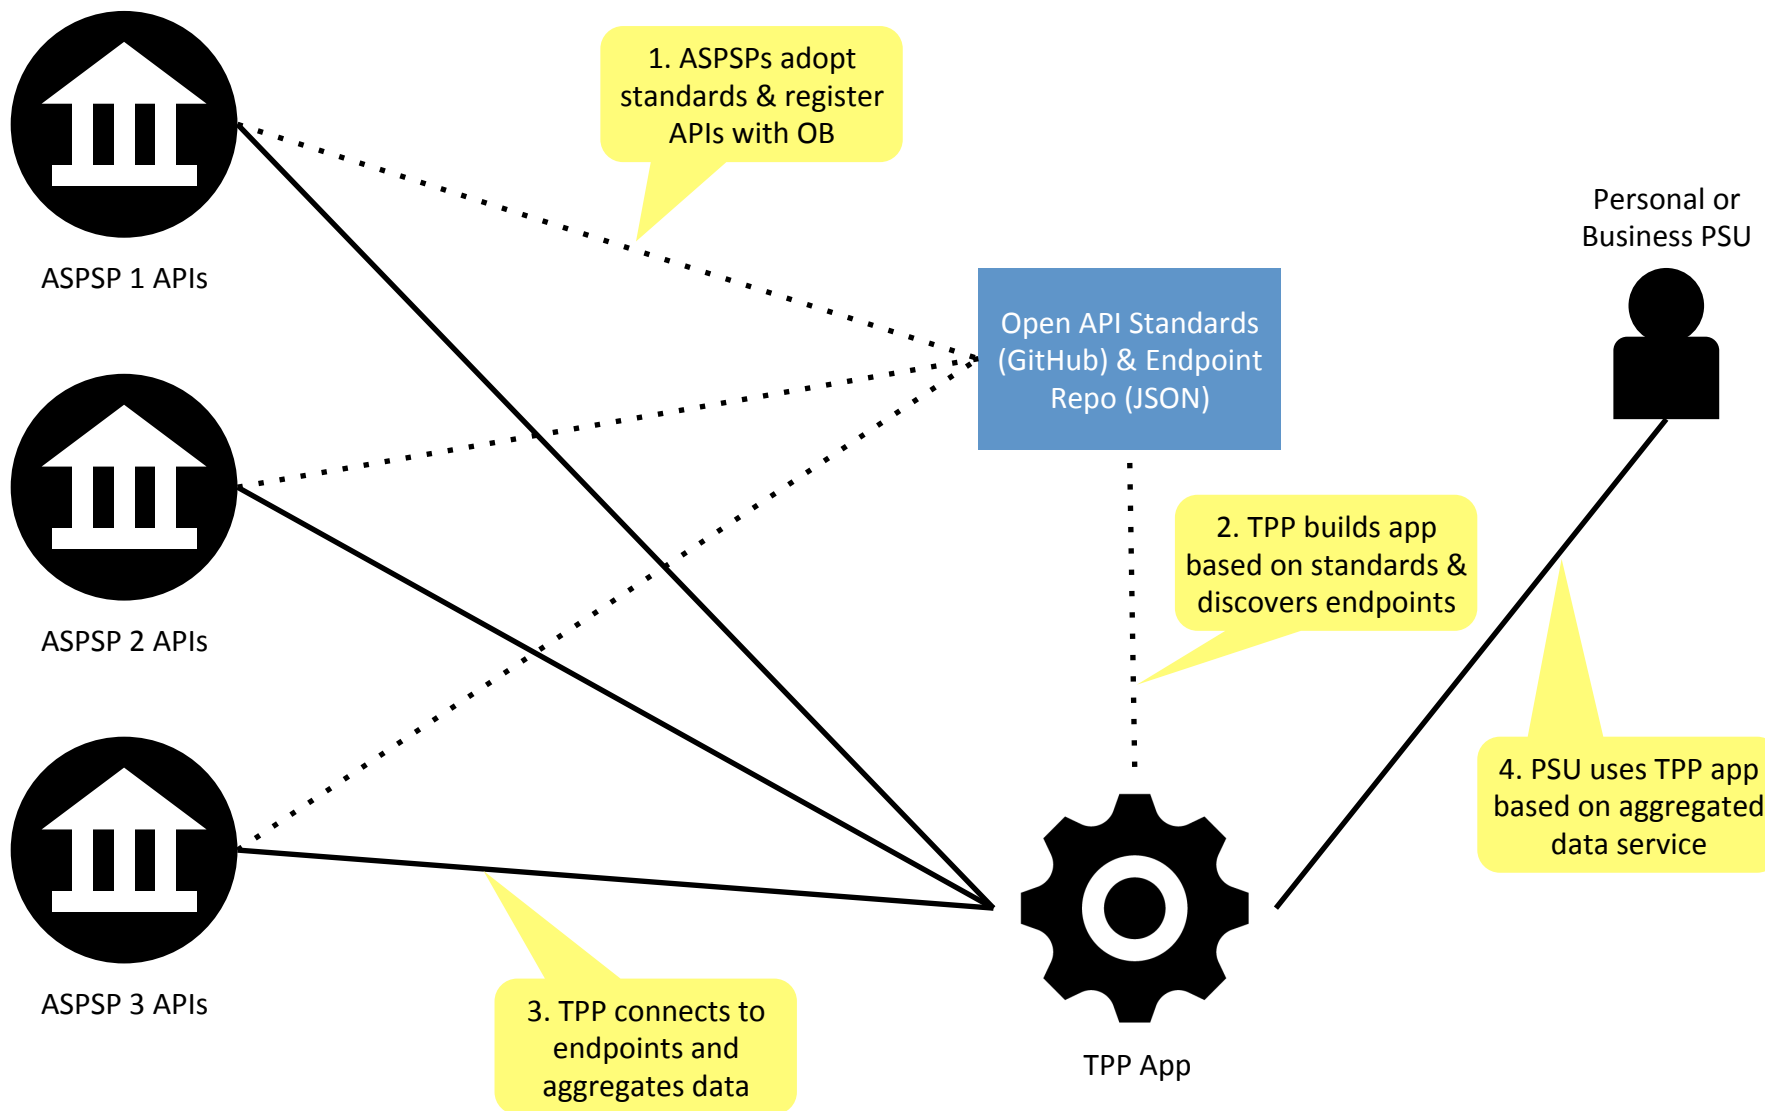 1. ASPSPs adopt
standards & register
APIs with OB
Personal or
Business PSU
ASPSP 1 APIs
Open API Standards
(GitHub) & Endpoint
Repo (JSON)
2. TPP builds app
based on standards &
discovers endpoints
ASPSP 2 APIs
4. PSU uses TPP app
based on aggregated
data service
ASPSP 3 APIs
3. TPP connects to
endpoints and
aggregates data
TPP App